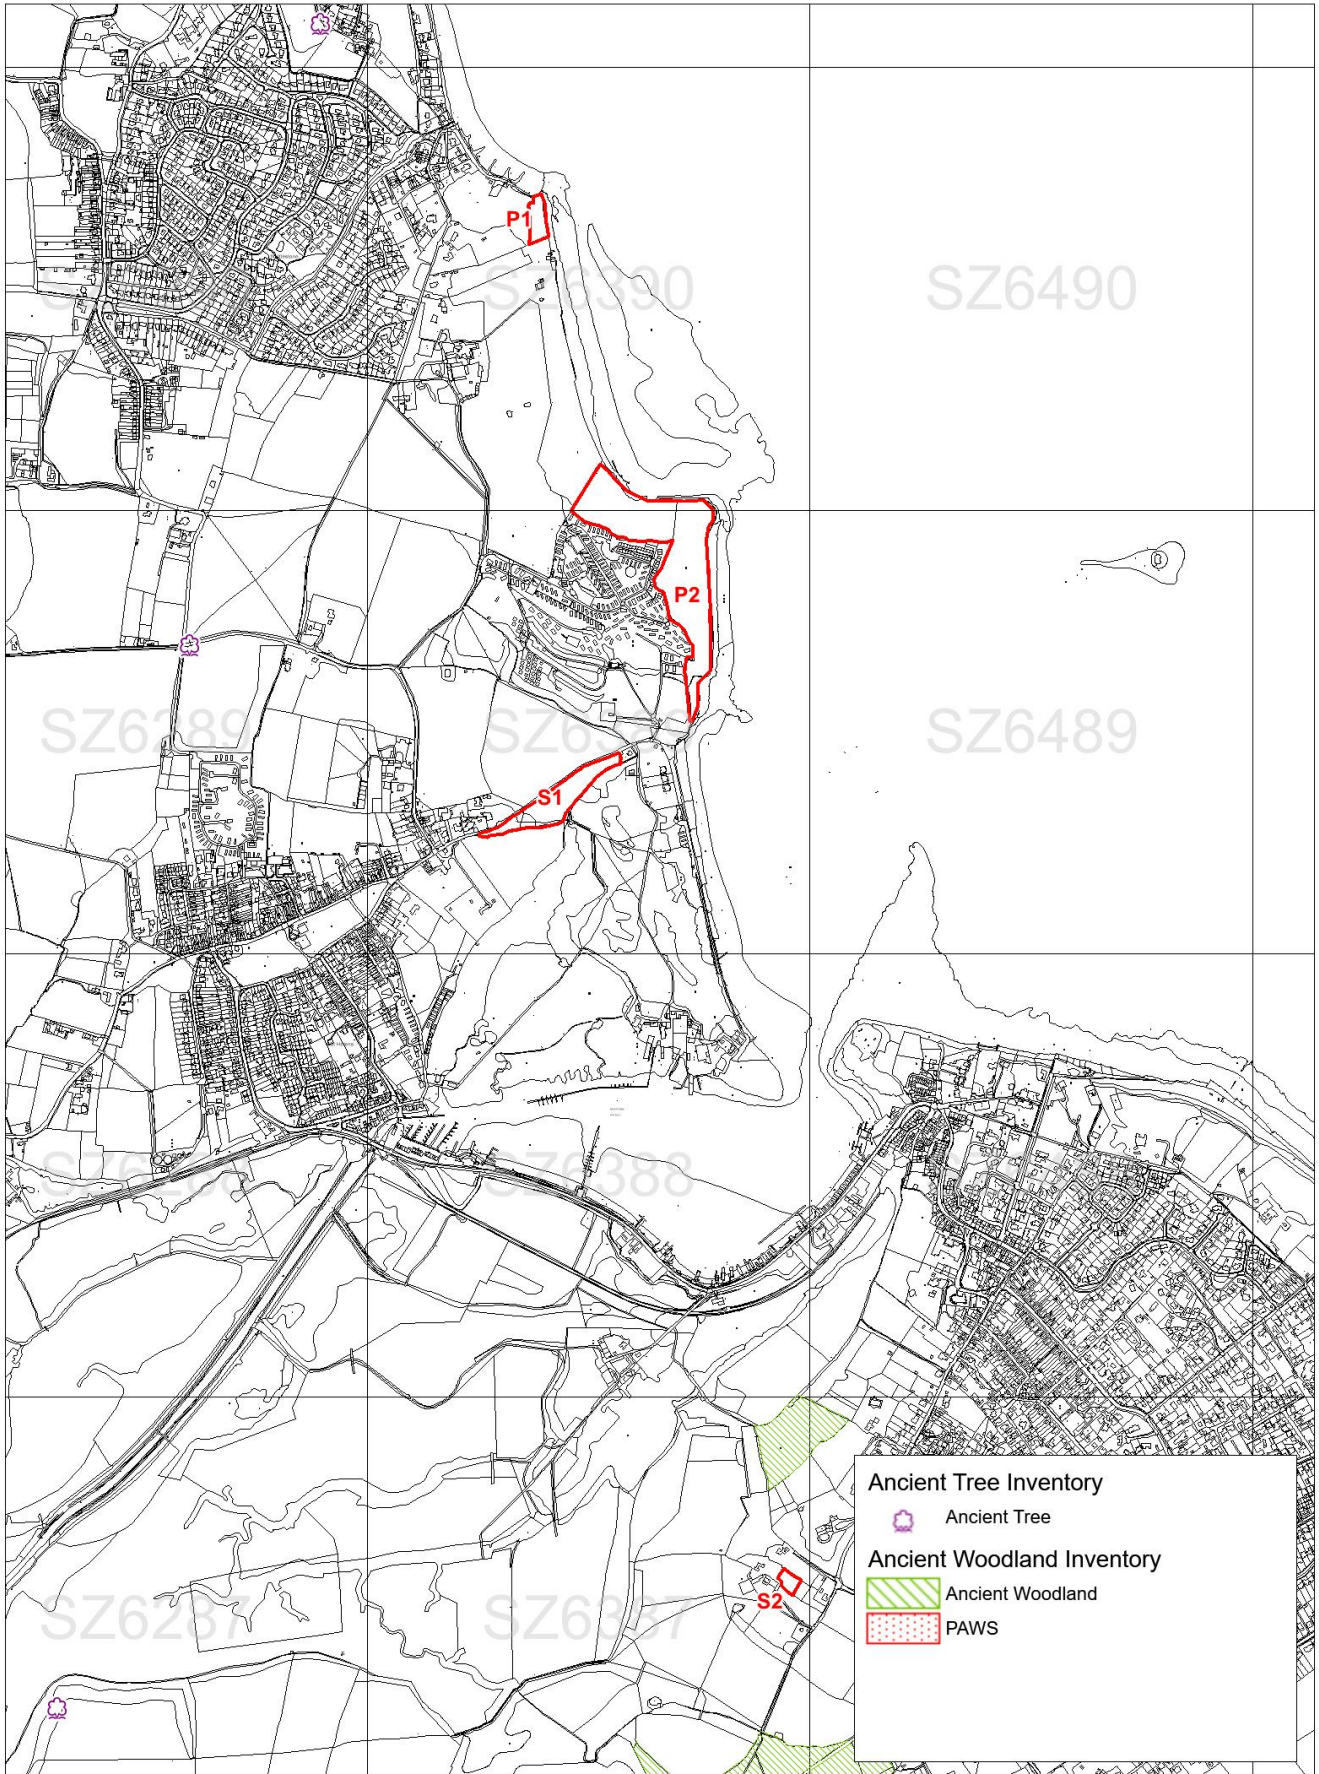 P1
SZ6390
SZ6490
P2
SZ6289
SZ6489
S1
SZ6388
Ancient Tree Inventory
Ancient Tree
Ancient Woodland Inventory
Ancient Woodland
PAWS
S2
SZ6287
SZ6387